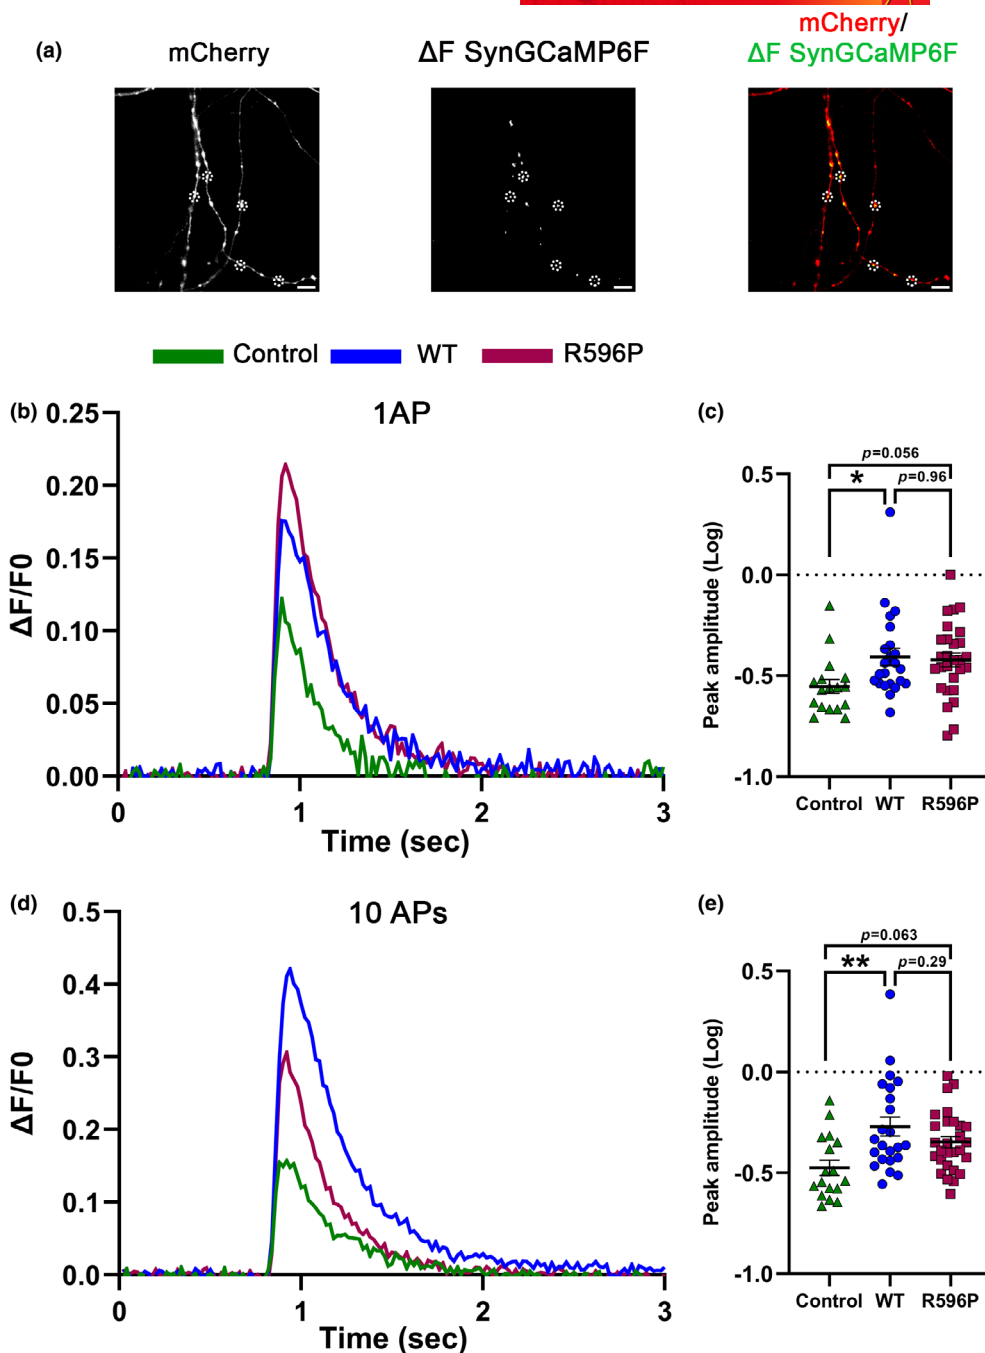 (a)
mCherry
ΔF SynGCaMP6F
mCherry/
ΔF SynGCaMP6F
Control
WT
R596P
(b)
1AP
0.25
0.20
0.15
0.10
0.05
0.00
ΔF/F0
0
1
2
3
Time (sec)
(c)
p=0.056
*
p=0.96
0.5
0.0
-0.5
-1.0
Peak amplitude (Log)
Control
WT
R596P
(d)
10 APs
0.5
0.4
0.3
0.2
0.1
0.0
ΔF/F0
0
1
2
3
Time (sec)
(e)
p=0.063
**
p=0.29
0.5
0.0
-0.5
-1.0
Peak amplitude (Log)
Control
WT
R596P